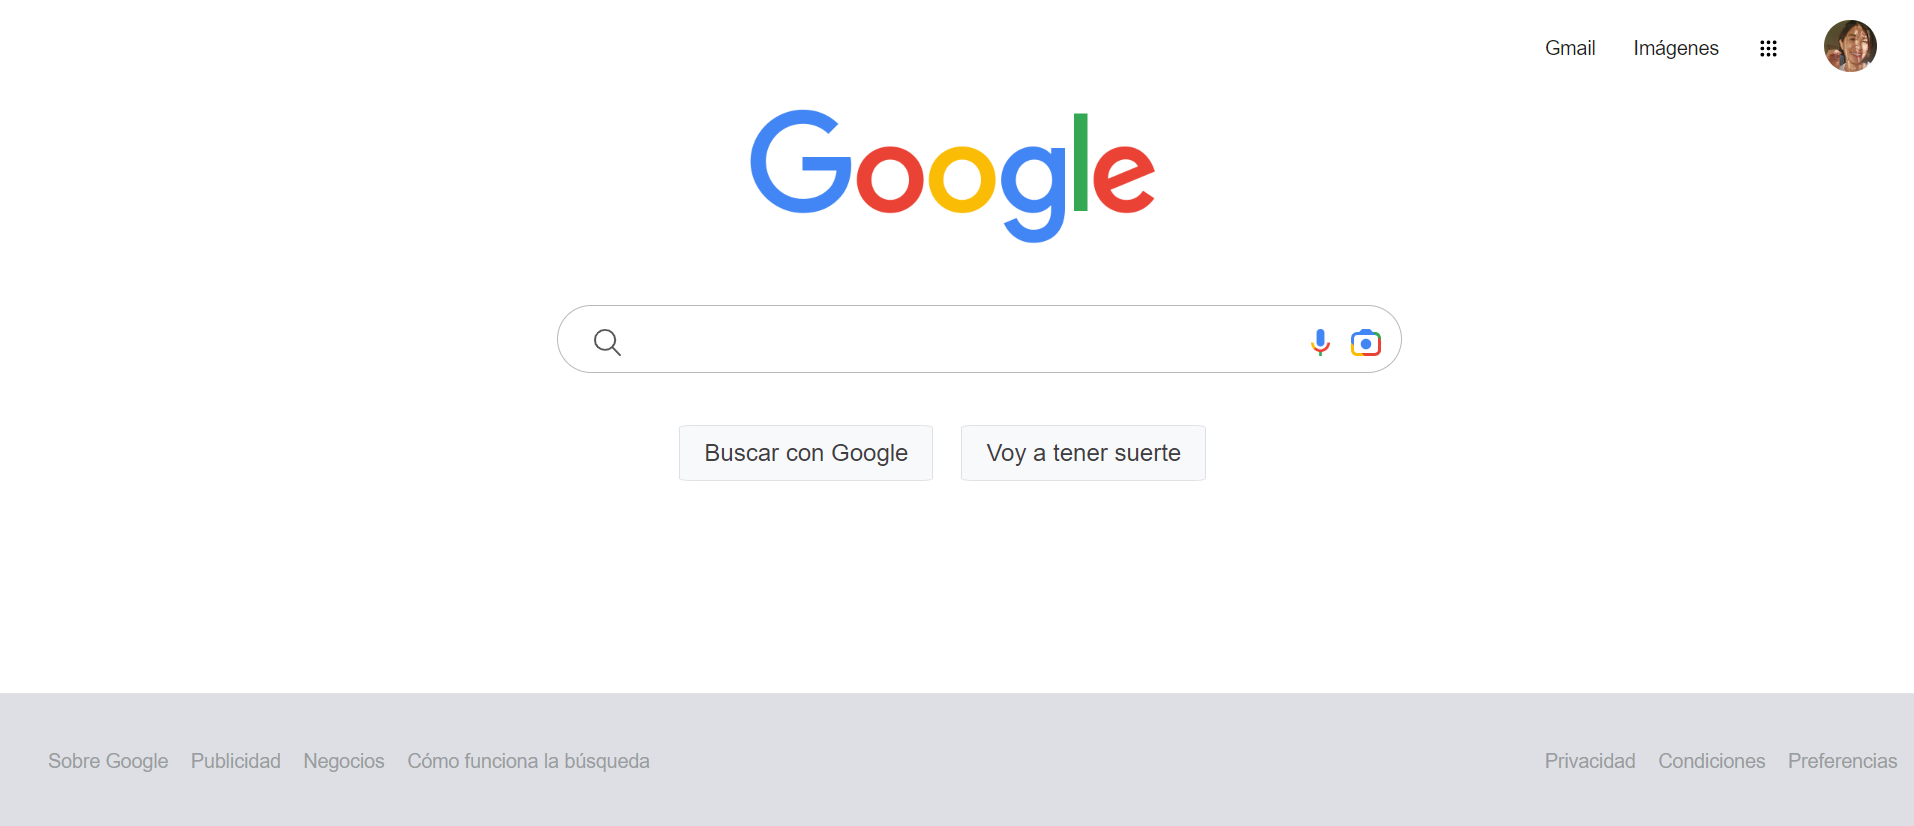 Gmail Imágenes
Google
Buscar con Google Voy a tener suerte
Sobre Google Publicidad Negocios Cómo funciona la búsqueda Privacidad Condiciones Preferencias